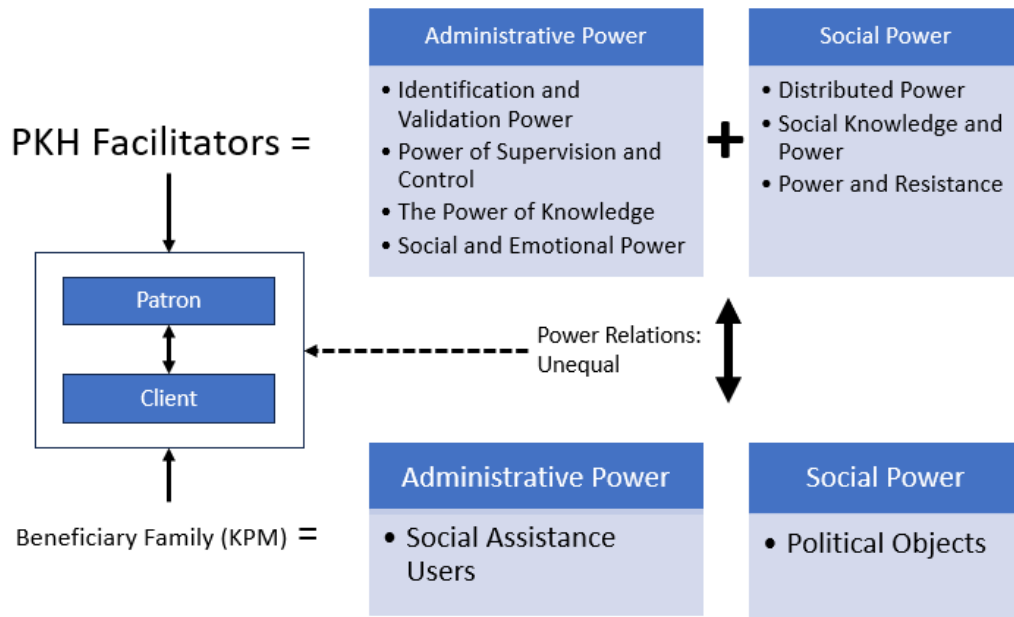 Administrative Power
• Identification and
Validation Power
• Power of Supervision and
Control
• The Power of Knowledge
• Social and Emotional Power
+
Social Power
• Distributed Power
• Social Knowledge and
Power
• Power and Resistance
PKH Facilitators =
Patron
Client
Power Relations:
Unequal
Beneficiary Family (KPM) =
Administrative Power
• Social Assistance
Users
Social Power
• Political Objects